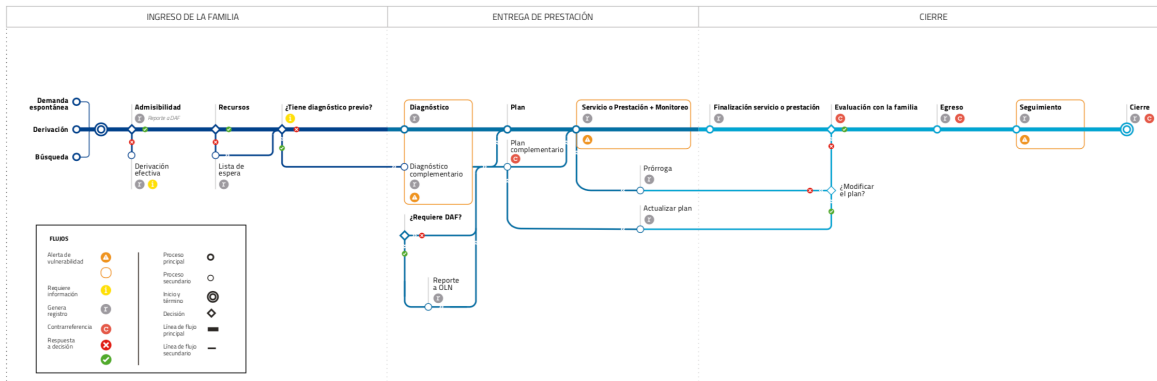 INGRESO DE LA FAMILIA
ENTREGA DE PRESTACIÓN
CIERRE
Demanda
espontánea
Derivación
Búsqueda
Admisibilidad
Reporte a DAF
Derivación
efectiva
Recursos
Lista de
espera
¿Tiene diagnóstico previo?
Diagnóstico
Diagnóstico
complementario
¿Requiere DAF?
Reporte
a OLN
Plan
Plan
complementario
C
Servicio o Prestación + Monitoreo
Prórroga
Actualizar plan
Finalización servicio o prestación
Evaluación con la familia
C
¿Modificar
el plan?
Egreso
C
Seguimiento
Cierre
C
FLUJOS
Alerta de
vulnerabilidad
Requiere
información
Genera
registro
Contrarreferencia
C
Respuesta
a decisión
Proceso
principal
Proceso
secundario
Inicio y
término
Decisión
Línea de flujo
principal
Línea de flujo
secundario